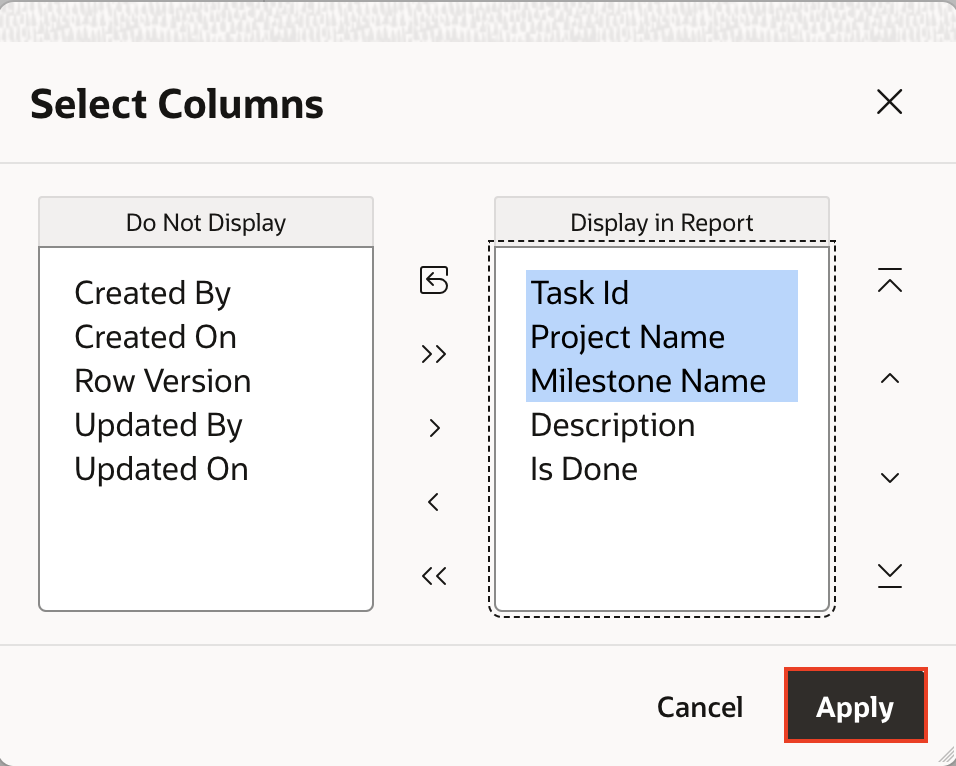 Select Columns
Do Not Display
Created By
Created On
Row Version
Updated By
Updated On
Display in Report
Task Id
Project Name
Milestone Name
Description
Is Done
Cancel
Apply